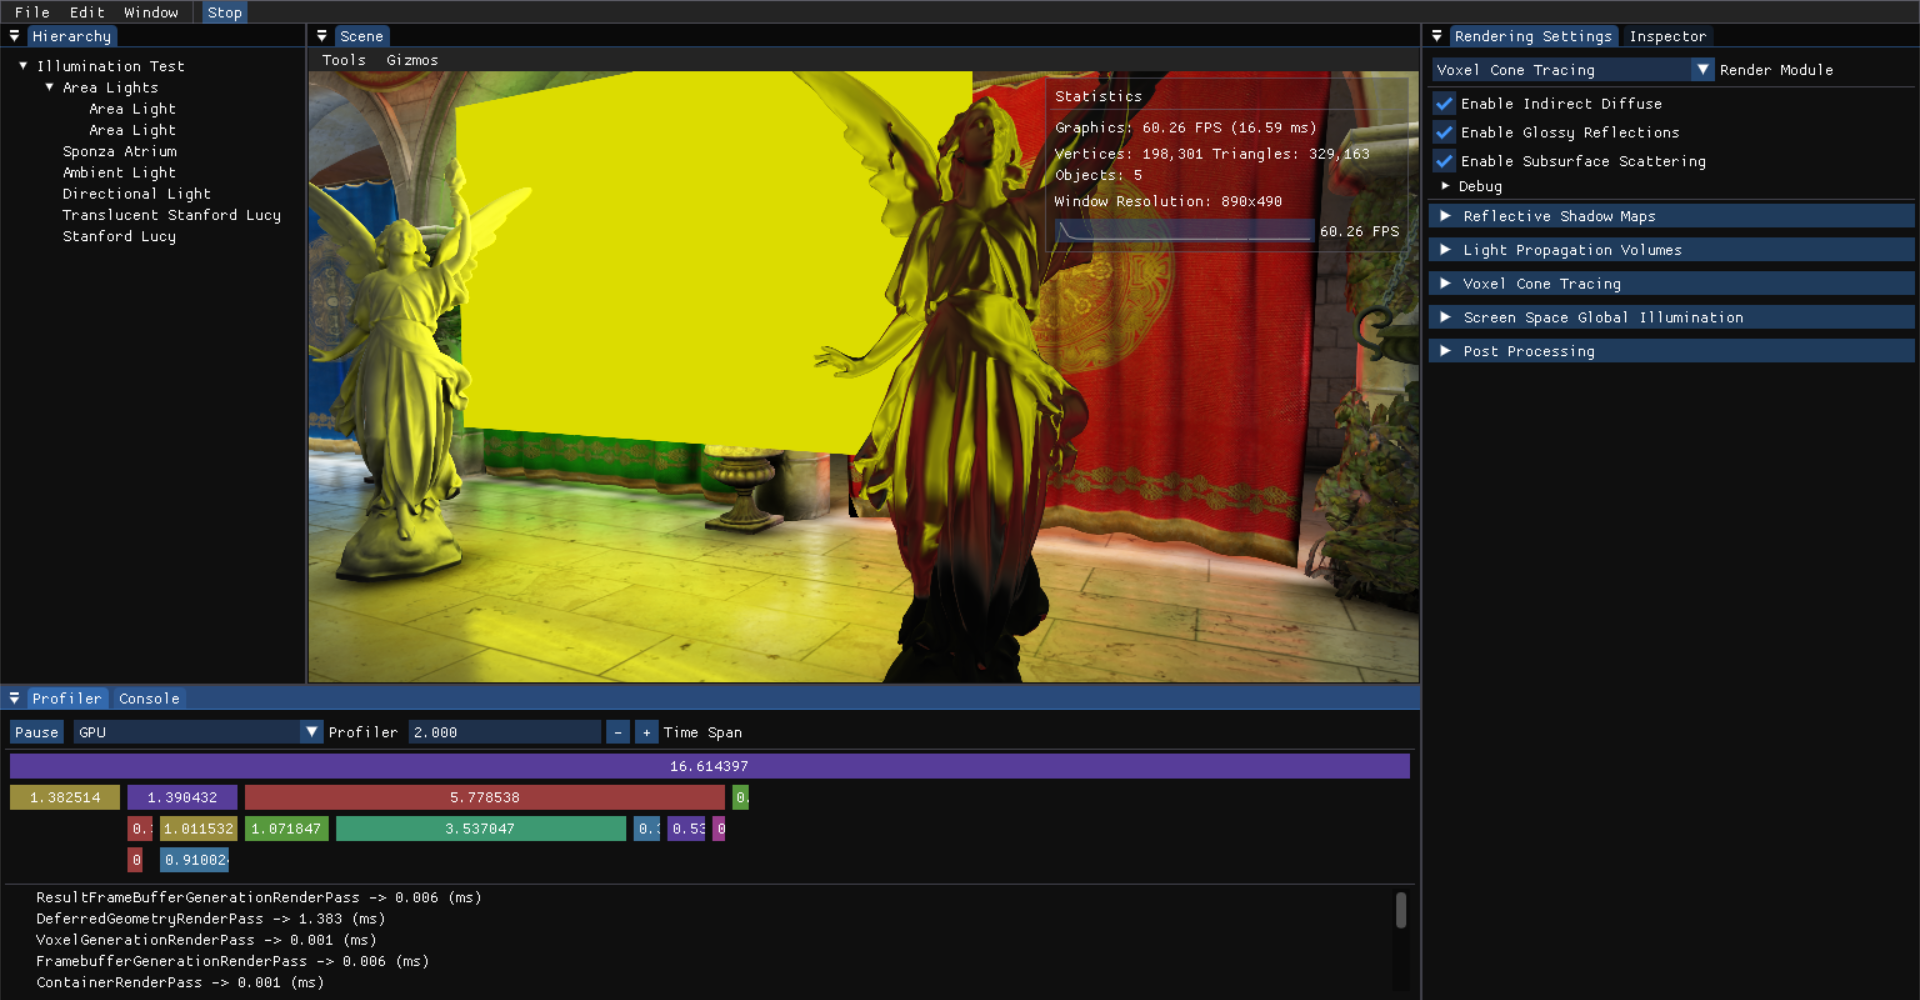 File Edit Window Stop
Hierarchy
Illumination Test
Area Lights
Area Light
Area Light
Sponza Atrium
Ambient Light
Directional Light
Translucent Stanford Lucy
Stanford Lucy
Scene
Tools Gizmos
Statistics
Graphics: 60.26 FPS (16.59 ms)
Vertices: 198,301 Triangles: 329,163
Objects: 5
Window Resolution: 890x490
60.26 FPS
Rendering Settings Inspector
Voxel Cone Tracing Render Module
Enable Indirect Diffuse
Enable Glossy Reflections
Enable Subsurface Scattering
Debug
Reflective Shadow Maps
Light Propagation Volumes
Voxel Cone Tracing
Screen Space Global Illumination
Post Processing
Profiler Console
Pause GPU Profiler 2.000 - + Time Span
16.614397
1.382514 1.390432 5.778538 0.
0. 1.011532 1.071847 3.537047 0. 0.53 0
0 0.91002
ResultFrameBufferGenerationRenderPass -> 0.006 (ms)
DeferredGeometryRenderPass -> 1.383 (ms)
VoxelGenerationRenderPass -> 0.001 (ms)
FramebufferGenerationRenderPass -> 0.006 (ms)
ContainerRenderPass -> 0.001 (ms)